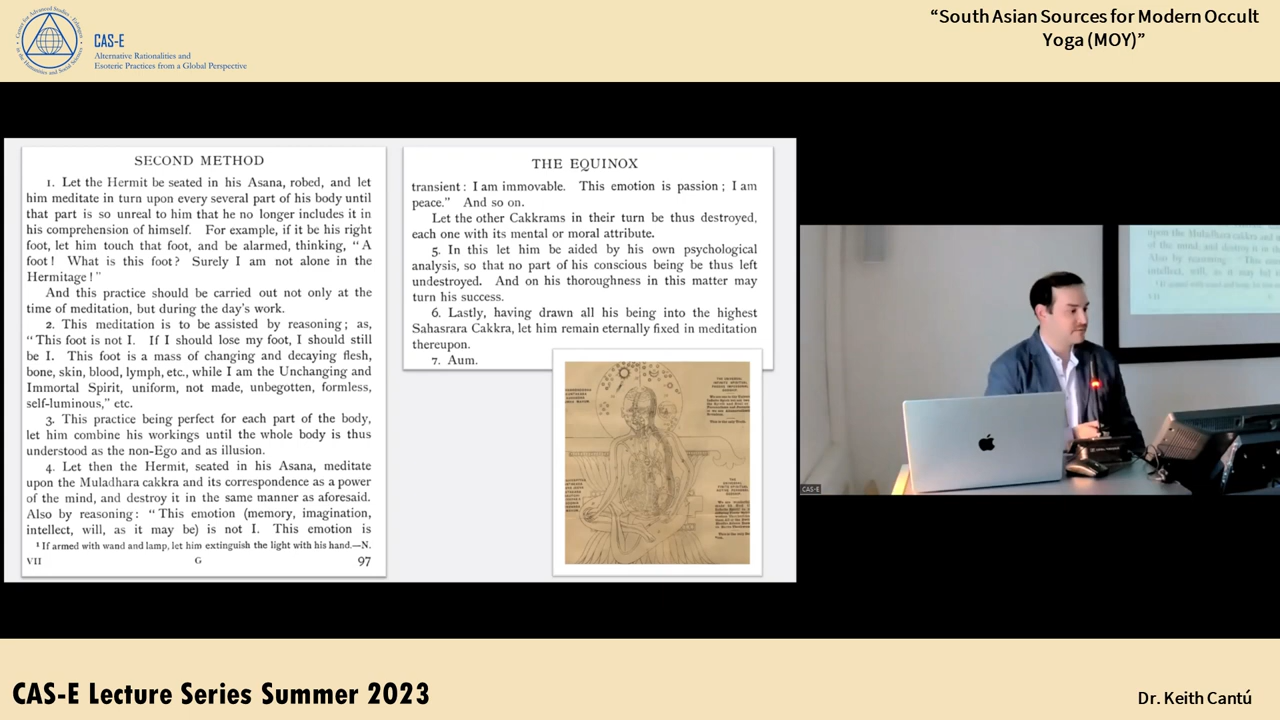 CAS-E
Alternative Rationalities and
Esoteric Practices from a Global Perspective
“South Asian Sources for Modern Occult
Yoga (MOY)”
SECOND METHOD
1. Let the Hermit be seated in his Asana, robed, and let
him meditate in turn upon every several part of his body until
that part is so unreal to him that he no longer includes it in
his comprehension of himself. For example, if it be his right
foot, let him touch that foot, and be alarmed, thinking, “A
foot! What is this foot? Surely I am not alone in the
Hermitage!”
And this practice should be carried out not only at the
time of meditation, but during the day's work.
2. This meditation is to be assisted by reasoning; as,
“This foot is not I. If I should lose my foot, I should still
be I. This foot is a mass of changing and decaying flesh,
bone, skin, blood, lymph, etc., while I am the Unchanging and
Immortal Spirit, uniform, not made, unbegotten, formless,
self-luminous,” etc.
3. This practice being perfect for each part of the body,
let him combine his workings until the whole body is thus
understood as the non-Ego and as illusion.
4. Let then the Hermit, seated in his Asana, meditate
upon the Muladhara cakkra and its correspondence as a power
of the mind, and destroy it in the same manner as aforesaid.
Also by reasoning: “This emotion (memory, imagination,
intellect, will, as it may be) is not I. This emotion is
¹ If armed with wand and lamp, let him extinguish the light with his hand.—N.
VII G 97
THE EQUINOX
transient: I am immovable. This emotion is passion; I am
peace.” And so on.
Let the other Cakkrams in their turn be thus destroyed,
each one with its mental or moral attribute.
5. In this let him be aided by his own psychological
analysis, so that no part of his conscious being be thus left
undestroyed. And on his thoroughness in this matter may
turn his success.
6. Lastly, having drawn all his being into the highest
Sahasrara Cakkra, let him remain eternally fixed in meditation
thereupon.
7. Aum.
CAS-E
CAS-E Lecture Series Summer 2023
Dr. Keith Cantú